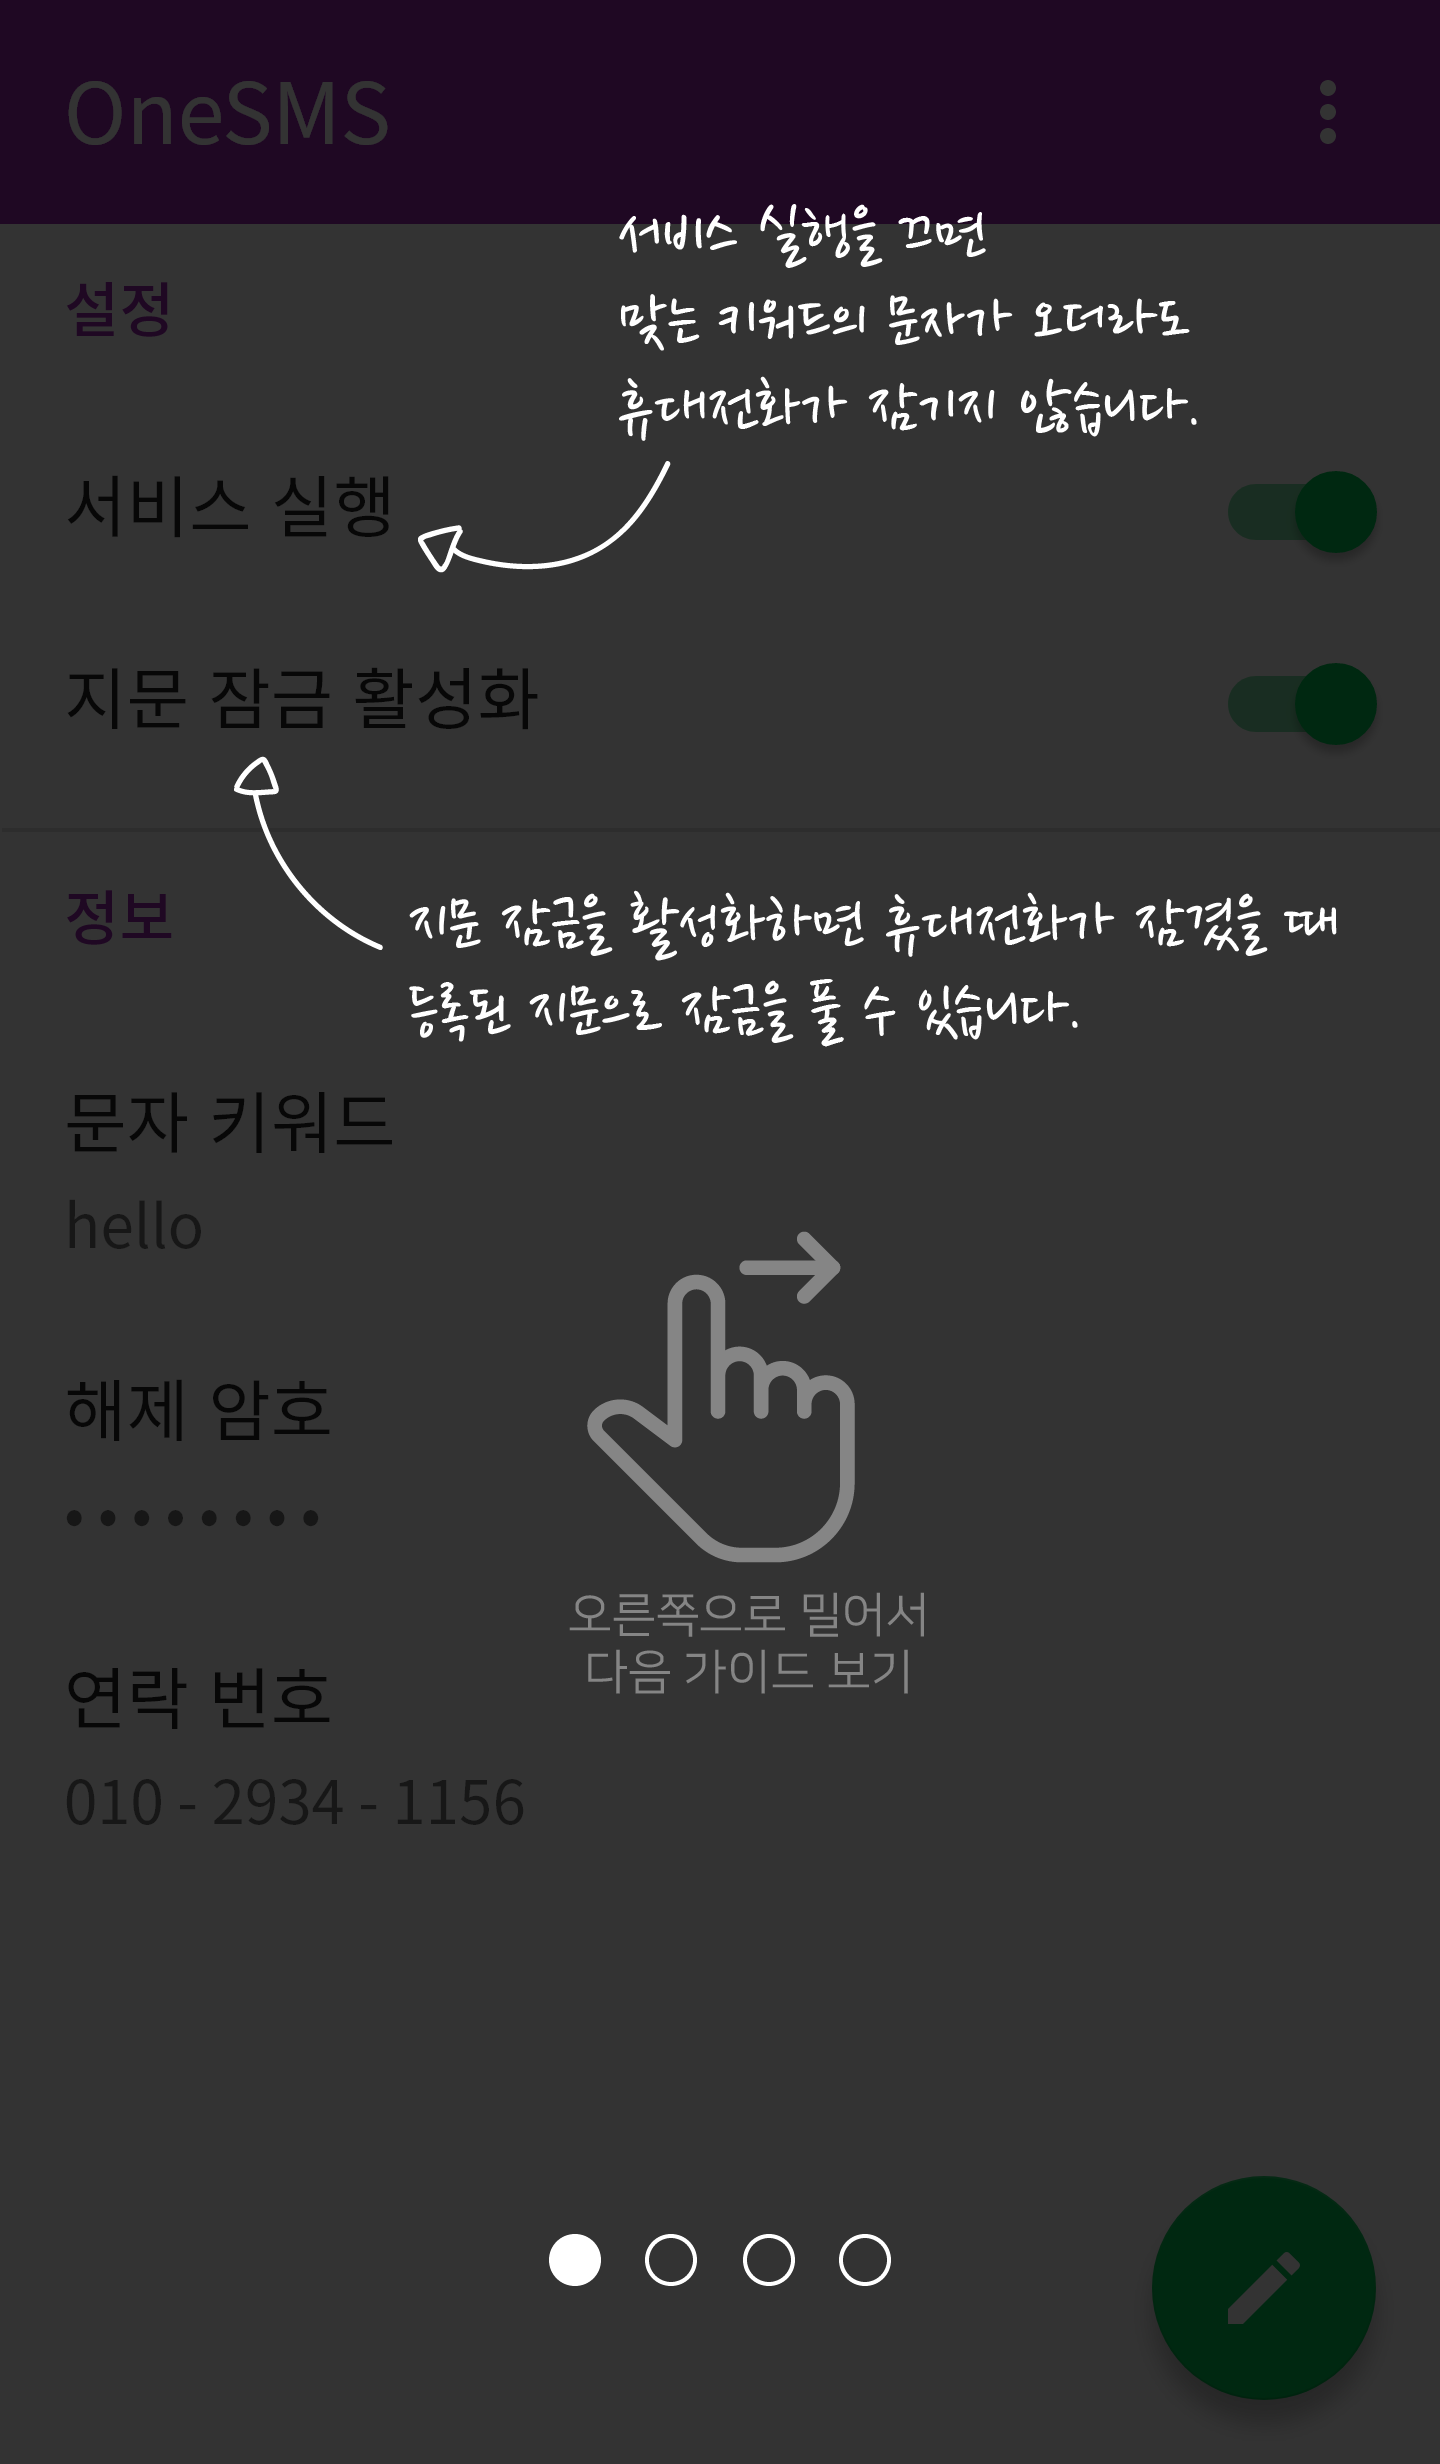 OneSMS
서비스 실행을 끄면
맞는 키워드의 문자가 오더라도
휴대전화가 잠기지 않습니다.
설정
서비스 실행
지문 잠금 활성화
정보
지문 잠금을 활성화하면 휴대전화가 잠겼을 때
등록된 지문으로 잠금을 풀 수 있습니다.
문자 키워드
hello
해제 암호
••••••••
오른쪽으로 밀어서
다음 가이드 보기
연락 번호
010 - 2934 - 1156